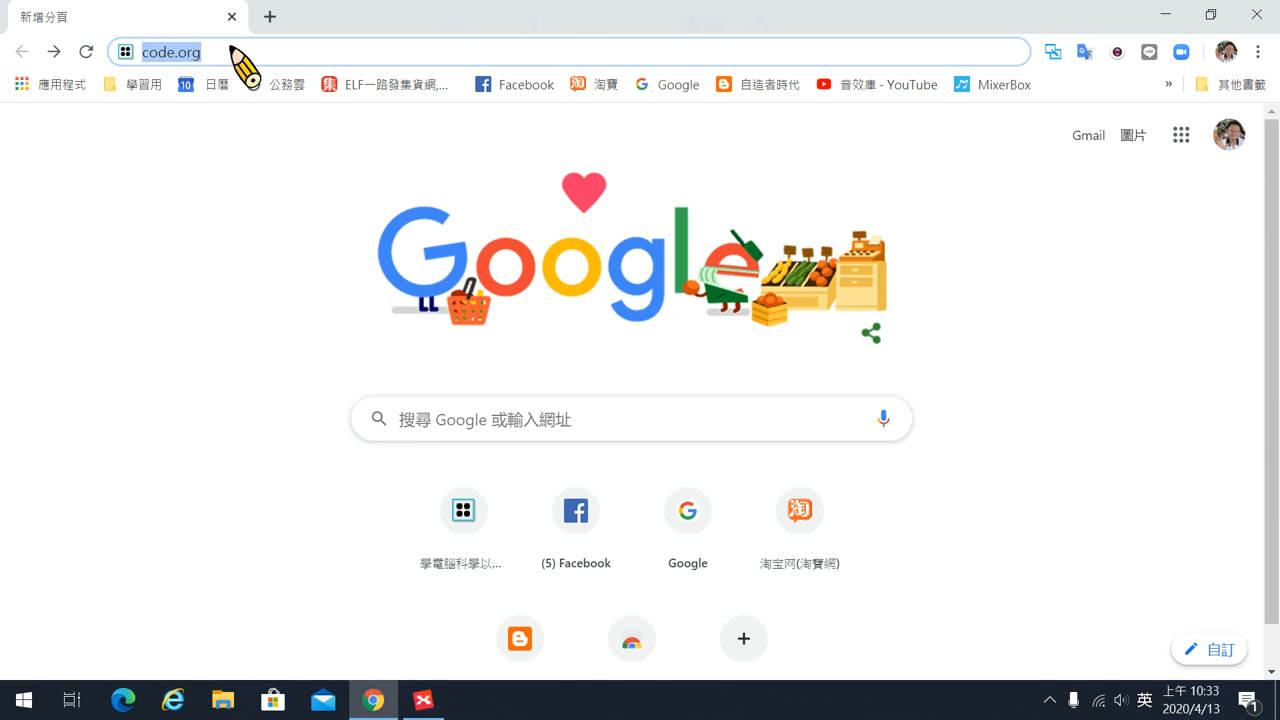 新增分頁
code.org
應用程式 學習用 日曆 公務雲 ELF一路發集貨網,... Facebook 淘寶 Google 自造者時代 音效庫 - YouTube MixerBox » 其他書籤
Gmail 圖片
Google
搜尋 Google 或輸入網址
學電腦科學以... (5) Facebook Google 淘宝网(淘寶網)
自訂
英 上午 10:33
2020/4/13